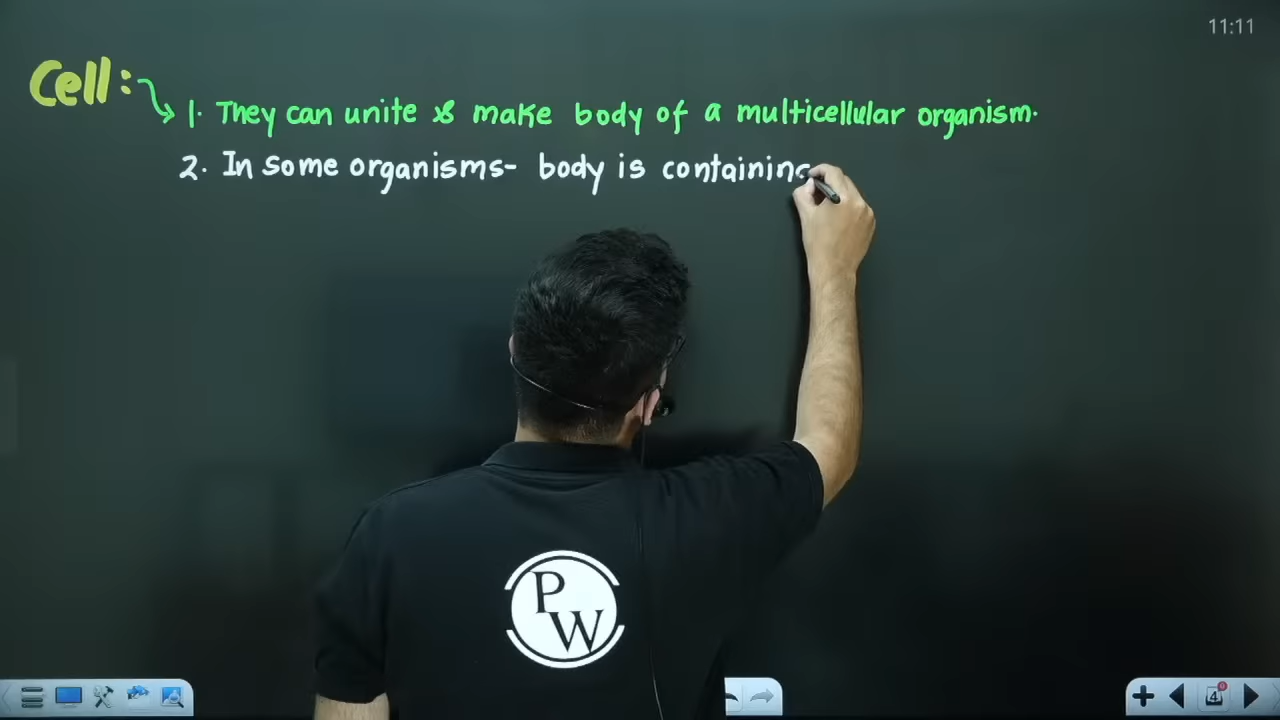 11:11
Cell:
1. They can unite & make body of a multicellular organism.
2. In some organisms- body is containing
PW
4